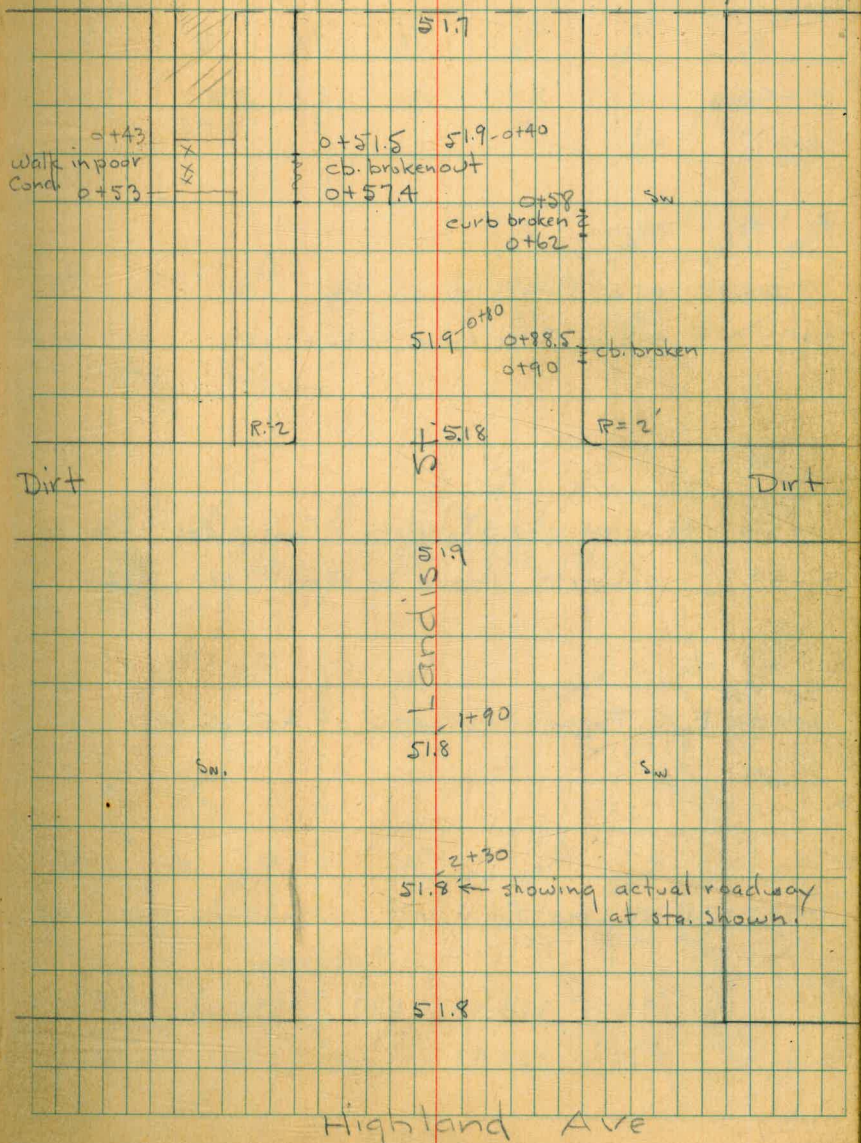 51.7
0+43
walk in poor
Cond. 0+53
XXX
0+51.5
cb. broken out
0+57.4
51.9-0+40
0+58
curb broken
0+62
Sw
51.9-0+80
0+88.5
cb. broken
0+90
R.=2
5.18
R=2'
Dirt
Dirt
Landis St.
51.9
1+90
51.8
Sw.
Sw
2+30
51.8 ← showing actual roadway
at sta. shown.
51.8
Highland Ave